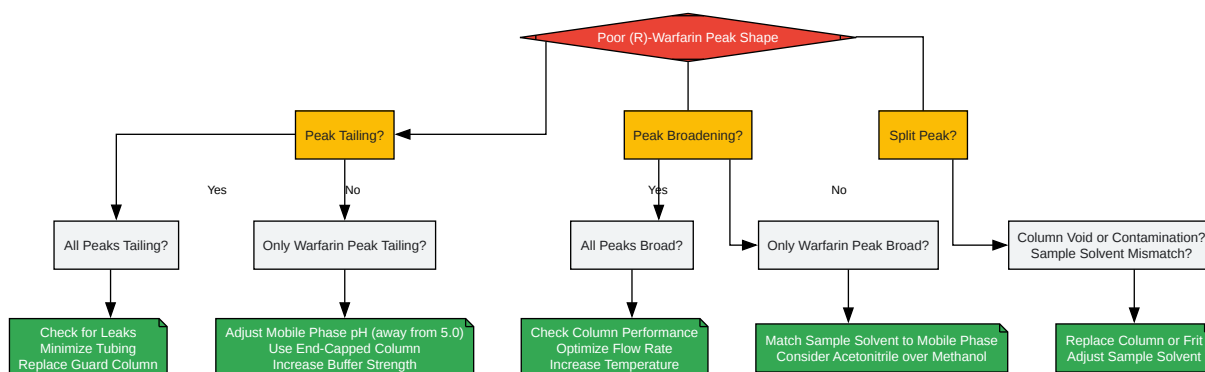 Poor (R)-Warfarin Peak Shape
Peak Tailing?
Peak Broadening?
Split Peak?
Yes
No
Yes
No
All Peaks Tailing?
Only Warfarin Peak Tailing?
All Peaks Broad?
Only Warfarin Peak Broad?
Column Void or Contamination?
Sample Solvent Mismatch?
Check for Leaks
Minimize Tubing
Replace Guard Column
Adjust Mobile Phase pH (away from 5.0)
Use End-Capped Column
Increase Buffer Strength
Check Column Performance
Optimize Flow Rate
Increase Temperature
Match Sample Solvent to Mobile Phase
Consider Acetonitrile over Methanol
Replace Column or Frit
Adjust Sample Solvent